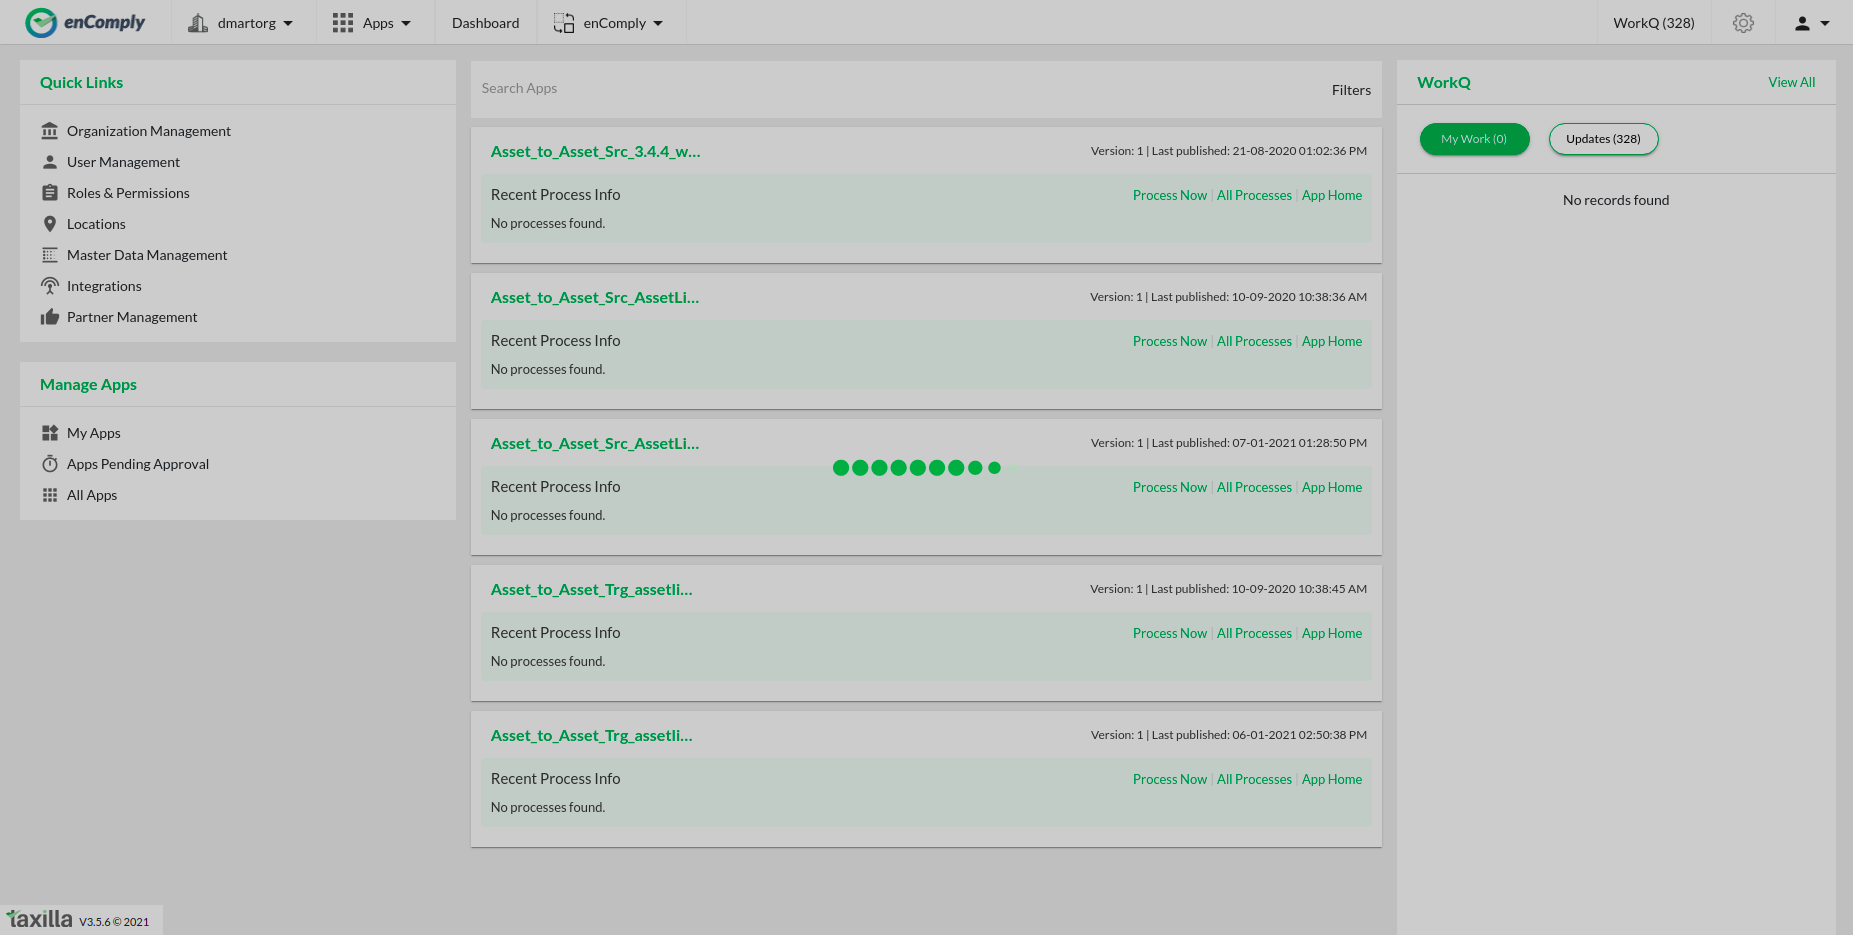 enComply dmartorg Apps Dashboard enComply WorkQ (328)
Quick Links
Organization Management
User Management
Roles & Permissions
Locations
Master Data Management
Integrations
Partner Management
Manage Apps
My Apps
Apps Pending Approval
All Apps
Search Apps Filters
Asset_to_Asset_Src_3.4.4_w... Version: 1 | Last published: 21-08-2020 01:02:36 PM
Recent Process Info Process Now | All Processes | App Home
No processes found.
Asset_to_Asset_Src_AssetLi... Version: 1 | Last published: 10-09-2020 10:38:36 AM
Recent Process Info Process Now | All Processes | App Home
No processes found.
Asset_to_Asset_Src_AssetLi... Version: 1 | Last published: 07-01-2021 01:28:50 PM
Recent Process Info Process Now | All Processes | App Home
No processes found.
Asset_to_Asset_Trg_assetli... Version: 1 | Last published: 10-09-2020 10:38:45 AM
Recent Process Info Process Now | All Processes | App Home
No processes found.
Asset_to_Asset_Trg_assetli... Version: 1 | Last published: 06-01-2021 02:50:38 PM
Recent Process Info Process Now | All Processes | App Home
No processes found.
WorkQ View All
My Work (0) Updates (328)
No records found
taxilla V3.5.6 © 2021